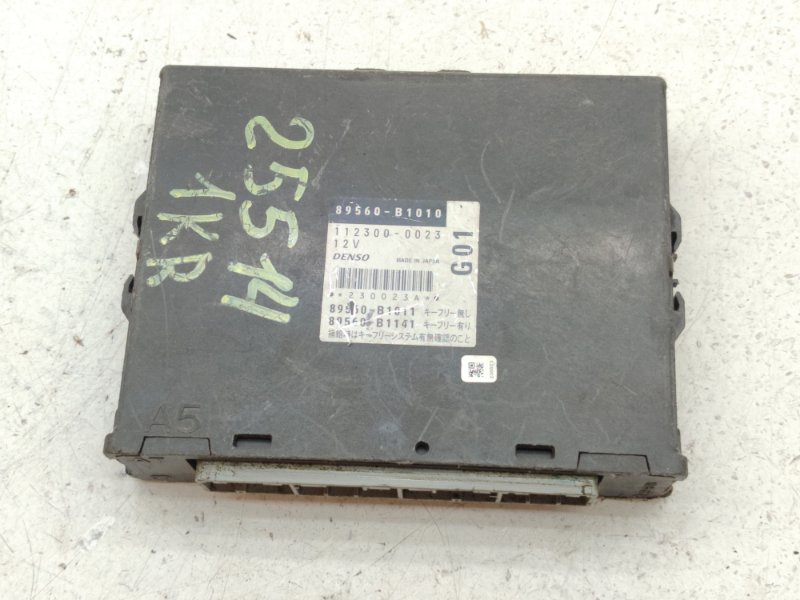 25514
1KR
89560-B1010
112300-0023
12V
G01
DENSO MADE IN JAPAN
**230023A**
89560-B1011 キーフリー無し
89560-B1141 キーフリー有り
補給時はキーフリーシステム有無確認のこと
A5